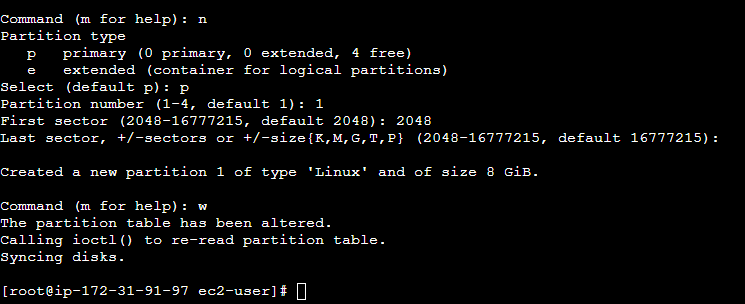 Command (m for help): n
Partition type
   p   primary (0 primary, 0 extended, 4 free)
   e   extended (container for logical partitions)
Select (default p): p
Partition number (1-4, default 1): 1
First sector (2048-16777215, default 2048): 2048
Last sector, +/-sectors or +/-size{K,M,G,T,P} (2048-16777215, default 16777215):
Created a new partition 1 of type 'Linux' and of size 8 GiB.
Command (m for help): w
The partition table has been altered.
Calling ioctl() to re-read partition table.
Syncing disks.
[root@ip-172-31-91-97 ec2-user]#